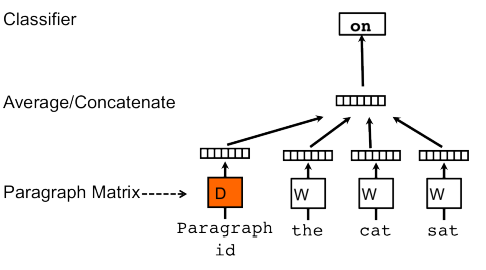 Classifier
on
Average/Concatenate
Paragraph Matrix
D
W
W
W
Paragraph
id
the
cat
sat